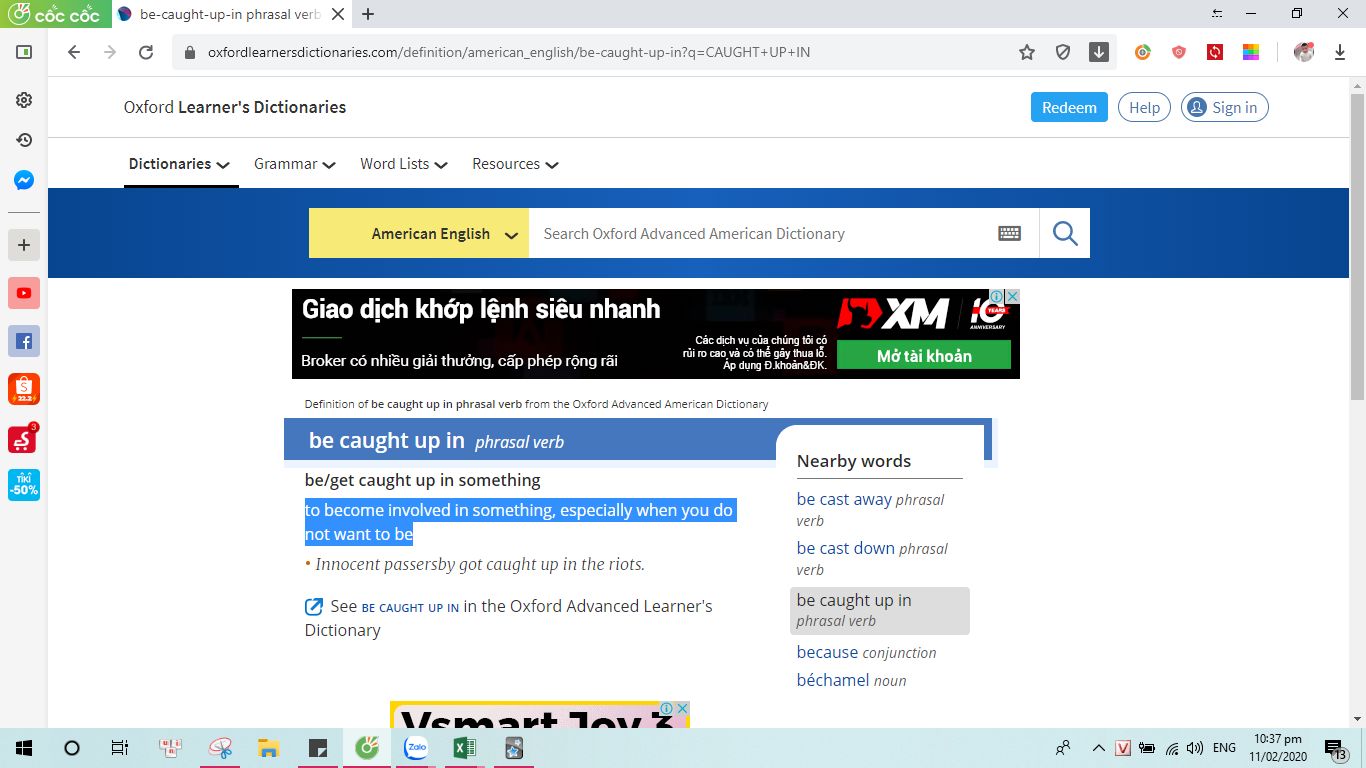 cốc cốc
be-caught-up-in phrasal verb
oxfordlearnersdictionaries.com/definition/american_english/be-caught-up-in?q=CAUGHT+UP+IN
Oxford Learner's Dictionaries
Redeem
Help
Sign in
Dictionaries
Grammar
Word Lists
Resources
American English
Search Oxford Advanced American Dictionary
Giao dịch khớp lệnh siêu nhanh
Broker có nhiều giải thưởng, cấp phép rộng rãi
Các dịch vụ của chúng tôi có
rủi ro cao và có thể gây thua lỗ.
Áp dụng Đ.khoản&ĐK.
XM
10 YEARS
ANNIVERSARY
Mở tài khoản
Definition of be caught up in phrasal verb from the Oxford Advanced American Dictionary
be caught up in phrasal verb
be/get caught up in something
to become involved in something, especially when you do
not want to be
• Innocent passersby got caught up in the riots.
See BE CAUGHT UP IN in the Oxford Advanced Learner's
Dictionary
Nearby words
be cast away phrasal
verb
be cast down phrasal
verb
be caught up in
phrasal verb
because conjunction
béchamel noun
22.2
3
TIKI
-50%
Vsmart Joy 3
Zalo
V
ENG
10:37 pm
11/02/2020
13